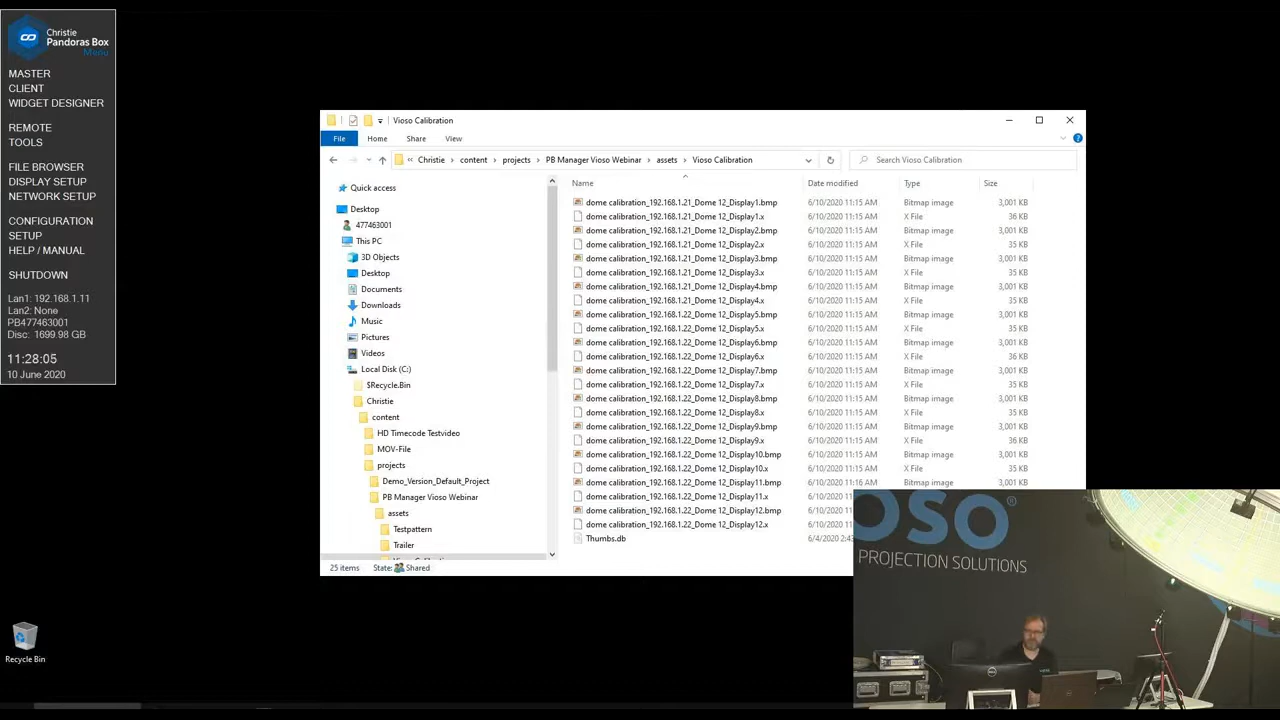 Christie
Pandoras Box
Menu
MASTER
CLIENT
WIDGET DESIGNER
REMOTE
TOOLS
FILE BROWSER
DISPLAY SETUP
NETWORK SETUP
CONFIGURATION
SETUP
HELP / MANUAL
SHUTDOWN
Lan1: 192.168.1.11
Lan2: None
PB477463001
Disc: 1699.98 GB
11:28:05
10 June 2020
Recycle Bin
Vioso Calibration
File Home Share View
« Christie › content › projects › PB Manager Vioso Webinar › assets › Vioso Calibration
Search Vioso Calibration
Quick access
Desktop
477463001
This PC
3D Objects
Desktop
Documents
Downloads
Music
Pictures
Videos
Local Disk (C:)
$Recycle.Bin
Christie
content
HD Timecode Testvideo
MOV-File
projects
Demo_Version_Default_Project
PB Manager Vioso Webinar
assets
Testpattern
Trailer
Name Date modified Type Size
dome calibration_192.168.1.21_Dome 12_Display1.bmp 6/10/2020 11:15 AM Bitmap image 3,001 KB
dome calibration_192.168.1.21_Dome 12_Display1.x 6/10/2020 11:15 AM X File 36 KB
dome calibration_192.168.1.21_Dome 12_Display2.bmp 6/10/2020 11:15 AM Bitmap image 3,001 KB
dome calibration_192.168.1.21_Dome 12_Display2.x 6/10/2020 11:15 AM X File 35 KB
dome calibration_192.168.1.21_Dome 12_Display3.bmp 6/10/2020 11:15 AM Bitmap image 3,001 KB
dome calibration_192.168.1.21_Dome 12_Display3.x 6/10/2020 11:15 AM X File 35 KB
dome calibration_192.168.1.21_Dome 12_Display4.bmp 6/10/2020 11:15 AM Bitmap image 3,001 KB
dome calibration_192.168.1.21_Dome 12_Display4.x 6/10/2020 11:15 AM X File 35 KB
dome calibration_192.168.1.22_Dome 12_Display5.bmp 6/10/2020 11:15 AM Bitmap image 3,001 KB
dome calibration_192.168.1.22_Dome 12_Display5.x 6/10/2020 11:15 AM X File 35 KB
dome calibration_192.168.1.22_Dome 12_Display6.bmp 6/10/2020 11:15 AM Bitmap image 3,001 KB
dome calibration_192.168.1.22_Dome 12_Display6.x 6/10/2020 11:15 AM X File 36 KB
dome calibration_192.168.1.22_Dome 12_Display7.bmp 6/10/2020 11:15 AM Bitmap image 3,001 KB
dome calibration_192.168.1.22_Dome 12_Display7.x 6/10/2020 11:15 AM X File 35 KB
dome calibration_192.168.1.22_Dome 12_Display8.bmp 6/10/2020 11:15 AM Bitmap image 3,001 KB
dome calibration_192.168.1.22_Dome 12_Display8.x 6/10/2020 11:15 AM X File 35 KB
dome calibration_192.168.1.22_Dome 12_Display9.bmp 6/10/2020 11:15 AM Bitmap image 3,001 KB
dome calibration_192.168.1.22_Dome 12_Display9.x 6/10/2020 11:15 AM X File 36 KB
dome calibration_192.168.1.22_Dome 12_Display10.bmp 6/10/2020 11:15 AM Bitmap image 3,001 KB
dome calibration_192.168.1.22_Dome 12_Display10.x 6/10/2020 11:15 AM X File 35 KB
dome calibration_192.168.1.22_Dome 12_Display11.bmp 6/10/2020 11:16 AM Bitmap image 3,001 KB
dome calibration_192.168.1.22_Dome 12_Display11.x 6/10/20
dome calibration_192.168.1.22_Dome 12_Display12.bmp 6/10/20
dome calibration_192.168.1.22_Dome 12_Display12.x 6/10/20
Thumbs.db 6/4/2020 2:43
25 items State: Shared
OSO®
PROJECTION SOLUTIONS